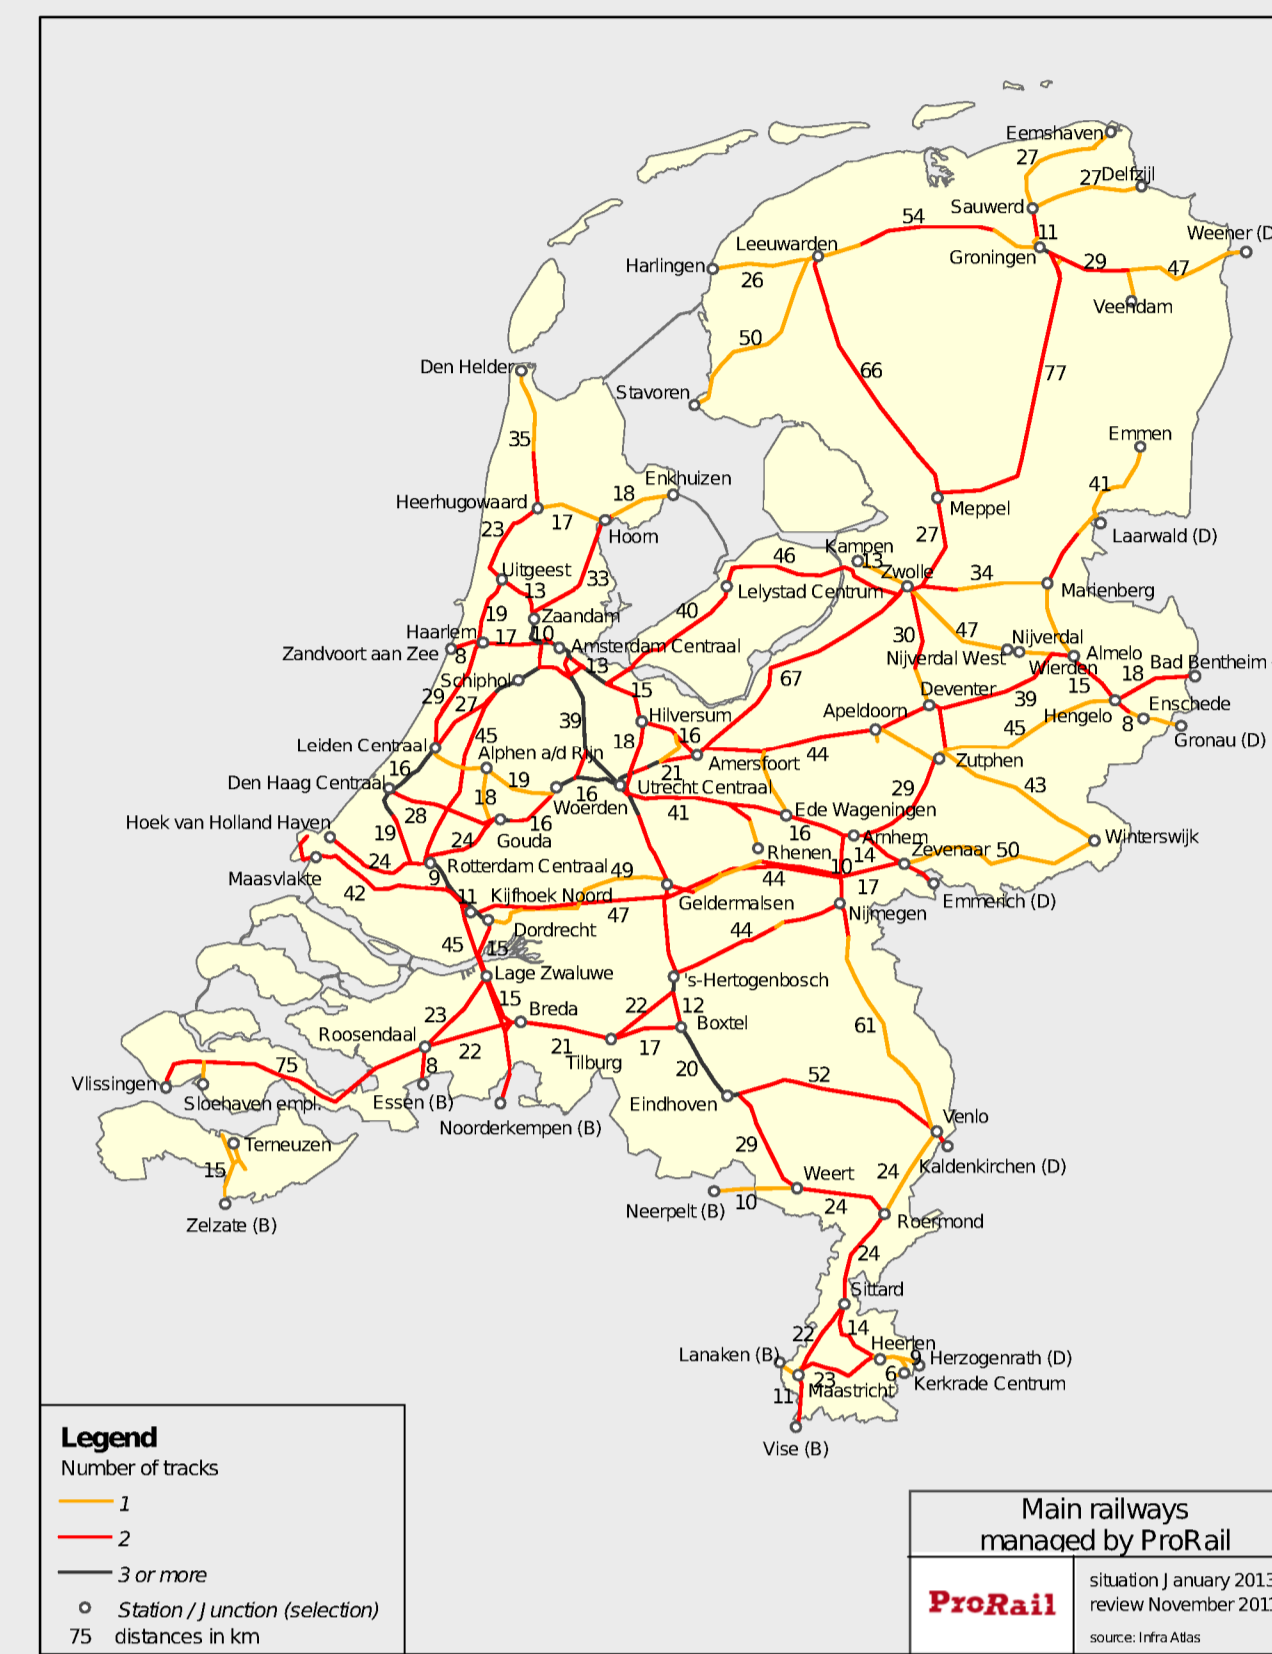 Eemshaven
27
27
Delfzijl
Sauwerd
54
11
Weener (D
Leeuwarden
Groningen
29
47
Harlingen
26
Veendam
50
Den Helder
66
77
Stavoren
35
Emmen
Enkhuizen
41
Heerhugowaard
18
17
Meppel
23
Hoorn
27
Laarwald (D)
Kampen
46
13
Uitgeest
Zwolle
34
33
13
Lelystad Centrum
Marienberg
40
19
Zaandam
Haarlem
17
10
30
47
Nijverdal
Zandvoort aan Zee
8
Amsterdam Centraal
Nijverdal West
Almelo
Wierden
Bad Bentheim
13
Schiphol
67
18
15
29
27
15
Deventer
39
Enschede
Hilversum
Apeldoorn
Hengelo
8
39
45
18
16
45
Gronau (D)
Leiden Centraal
Alphen a/d Rijn
44
Amersfoort
Zutphen
16
19
21
Den Haag Centraal
16
Utrecht Centraal
43
18
Woerden
29
28
41
Ede Wageningen
Hoek van Holland Haven
16
19
Gouda
16
Arnhem
Winterswijk
24
Rhenen
14
Zevenaar
50
24
Rotterdam Centraal
10
Maasvlakte
9
49
44
17
42
11
Kijfhoek Noord
Geldermalsen
Emmerich (D)
47
Nijmegen
Dordrecht
44
45
15
Lage Zwaluwe
's-Hertogenbosch
15
22
12
23
Breda
Boxtel
61
Roosendaal
22
21
17
Tilburg
75
8
20
52
Vlissingen
Sloehaven empl.
Essen (B)
Eindhoven
Noorderkempen (B)
Venlo
Terneuzen
29
15
24
Kaldenkirchen (D)
Weert
10
Neerpelt (B)
24
Zelzate (B)
Roermond
24
Sittard
22
14
Heerlen
Lanaken (B)
9
Herzogenrath (D)
23
6
Kerkrade Centrum
11
Maastricht
Vise (B)
Legend
Number of tracks
1
2
3 or more
Station / Junction (selection)
75 distances in km
Main railways
managed by ProRail
ProRail
situation January 2013
review November 2011
source: Infra Atlas